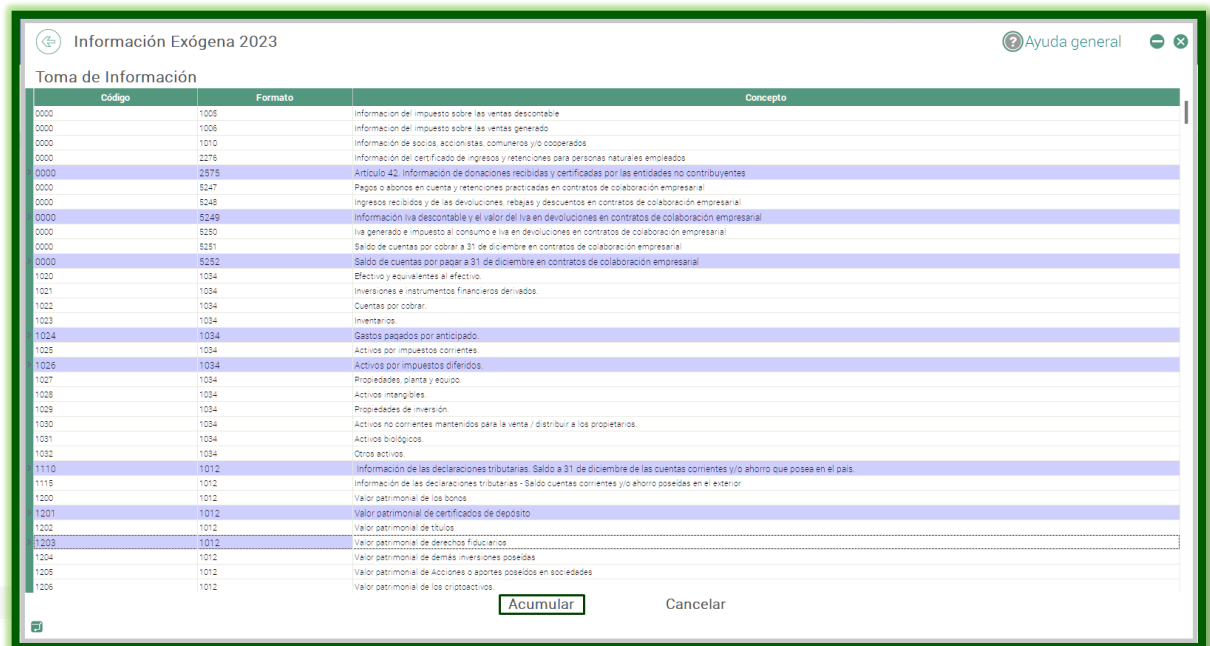 Información Exógena 2023
Ayuda general
Toma de Información
Código Formato Concepto
0000 1005 Informacion del impuesto sobre las ventas descontable
0000 1006 Informacion del impuesto sobre las ventas generado
0000 1010 Información de socios, accionistas, comuneros y/o cooperados
0000 2276 Información del certificado de ingresos y retenciones para personas naturales empleados
0000 2575 Artículo 42. Información de donaciones recibidas y certificadas por las entidades no contribuyentes
0000 5247 Pagos o abonos en cuenta y retenciones practicadas en contratos de colaboración empresarial
0000 5248 Ingresos recibidos y de las devoluciones, rebajas y descuentos en contratos de colaboración empresarial
0000 5249 Información Iva descontable y el valor del Iva en devoluciones en contratos de colaboración empresarial
0000 5250 Iva generado e impuesto al consumo e Iva en devoluciones en contratos de colaboración empresarial
0000 5251 Saldo de cuentas por cobrar a 31 de diciembre en contratos de colaboración empresarial
0000 5252 Saldo de cuentas por pagar a 31 de diciembre en contratos de colaboración empresarial
1020 1034 Efectivo y equivalentes al efectivo.
1021 1034 Inversiones e instrumentos financieros derivados.
1022 1034 Cuentas por cobrar.
1023 1034 Inventarios.
1024 1034 Gastos pagados por anticipado.
1025 1034 Activos por impuestos corrientes.
1026 1034 Activos por impuestos diferidos.
1027 1034 Propiedades, planta y equipo.
1028 1034 Activos intangibles.
1029 1034 Propiedades de inversión.
1030 1034 Activos no corrientes mantenidos para la venta / distribuir a los propietarios.
1031 1034 Activos biológicos.
1032 1034 Otros activos.
1110 1012 Información de las declaraciones tributarias. Saldo a 31 de diciembre de las cuentas corrientes y/o ahorro que posea en el país.
1115 1012 Información de las declaraciones tributarias - Saldo cuentas corrientes y/o ahorro poseídas en el exterior
1200 1012 Valor patrimonial de los bonos
1201 1012 Valor patrimonial de certificados de depósito
1202 1012 Valor patrimonial de títulos
1203 1012 Valor patrimonial de derechos fiduciarios
1204 1012 Valor patrimonial de demás inversiones poseídas
1205 1012 Valor patrimonial de Acciones o aportes poseídos en sociedades
1206 1012 Valor patrimonial de los criptoactivos.
Acumular Cancelar